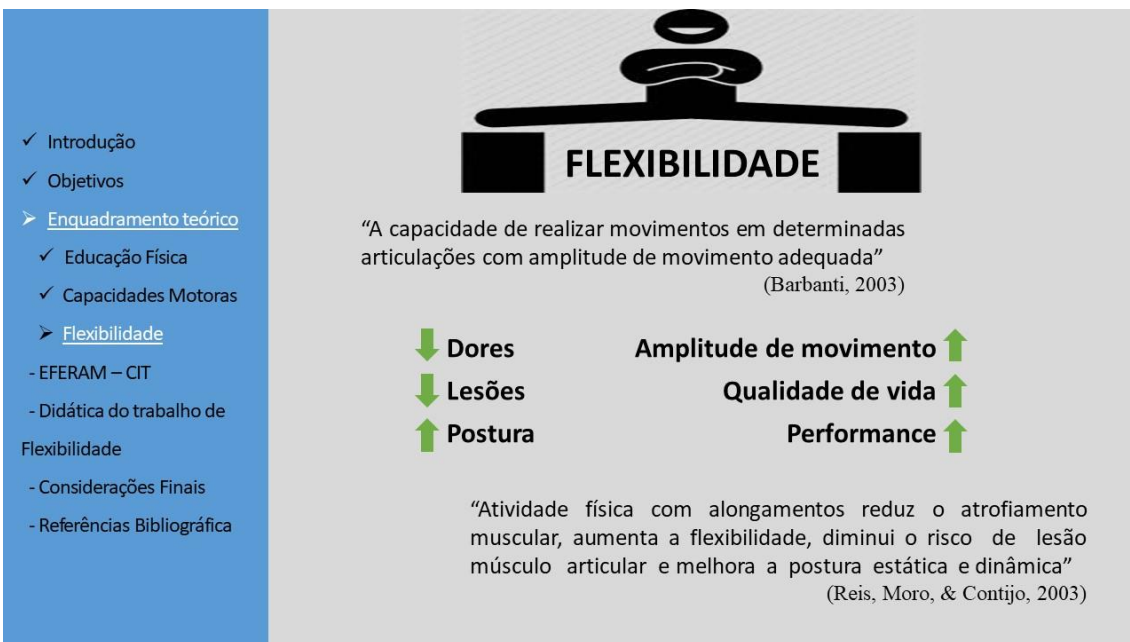 ✓ Introdução
✓ Objetivos
➢ Enquadramento teórico
✓ Educação Física
✓ Capacidades Motoras
➢ Flexibilidade
- EFERAM – CIT
- Didática do trabalho de
Flexibilidade
- Considerações Finais
- Referências Bibliográfica
FLEXIBILIDADE
“A capacidade de realizar movimentos em determinadas
articulações com amplitude de movimento adequada”
(Barbanti, 2003)
Dores
Lesões
Postura
Amplitude de movimento
Qualidade de vida
Performance
“Atividade física com alongamentos reduz o atrofiamento
muscular, aumenta a flexibilidade, diminui o risco de lesão
músculo articular e melhora a postura estática e dinâmica”
(Reis, Moro, & Contijo, 2003)